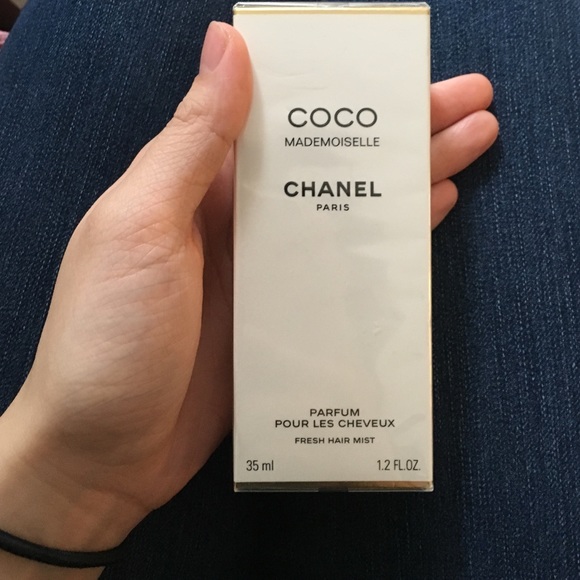 COCO
MADEMOISELLE
CHANEL
PARIS
PARFUM
POUR LES CHEVEUX
FRESH HAIR MIST
35 ml 1.2 FL.OZ.